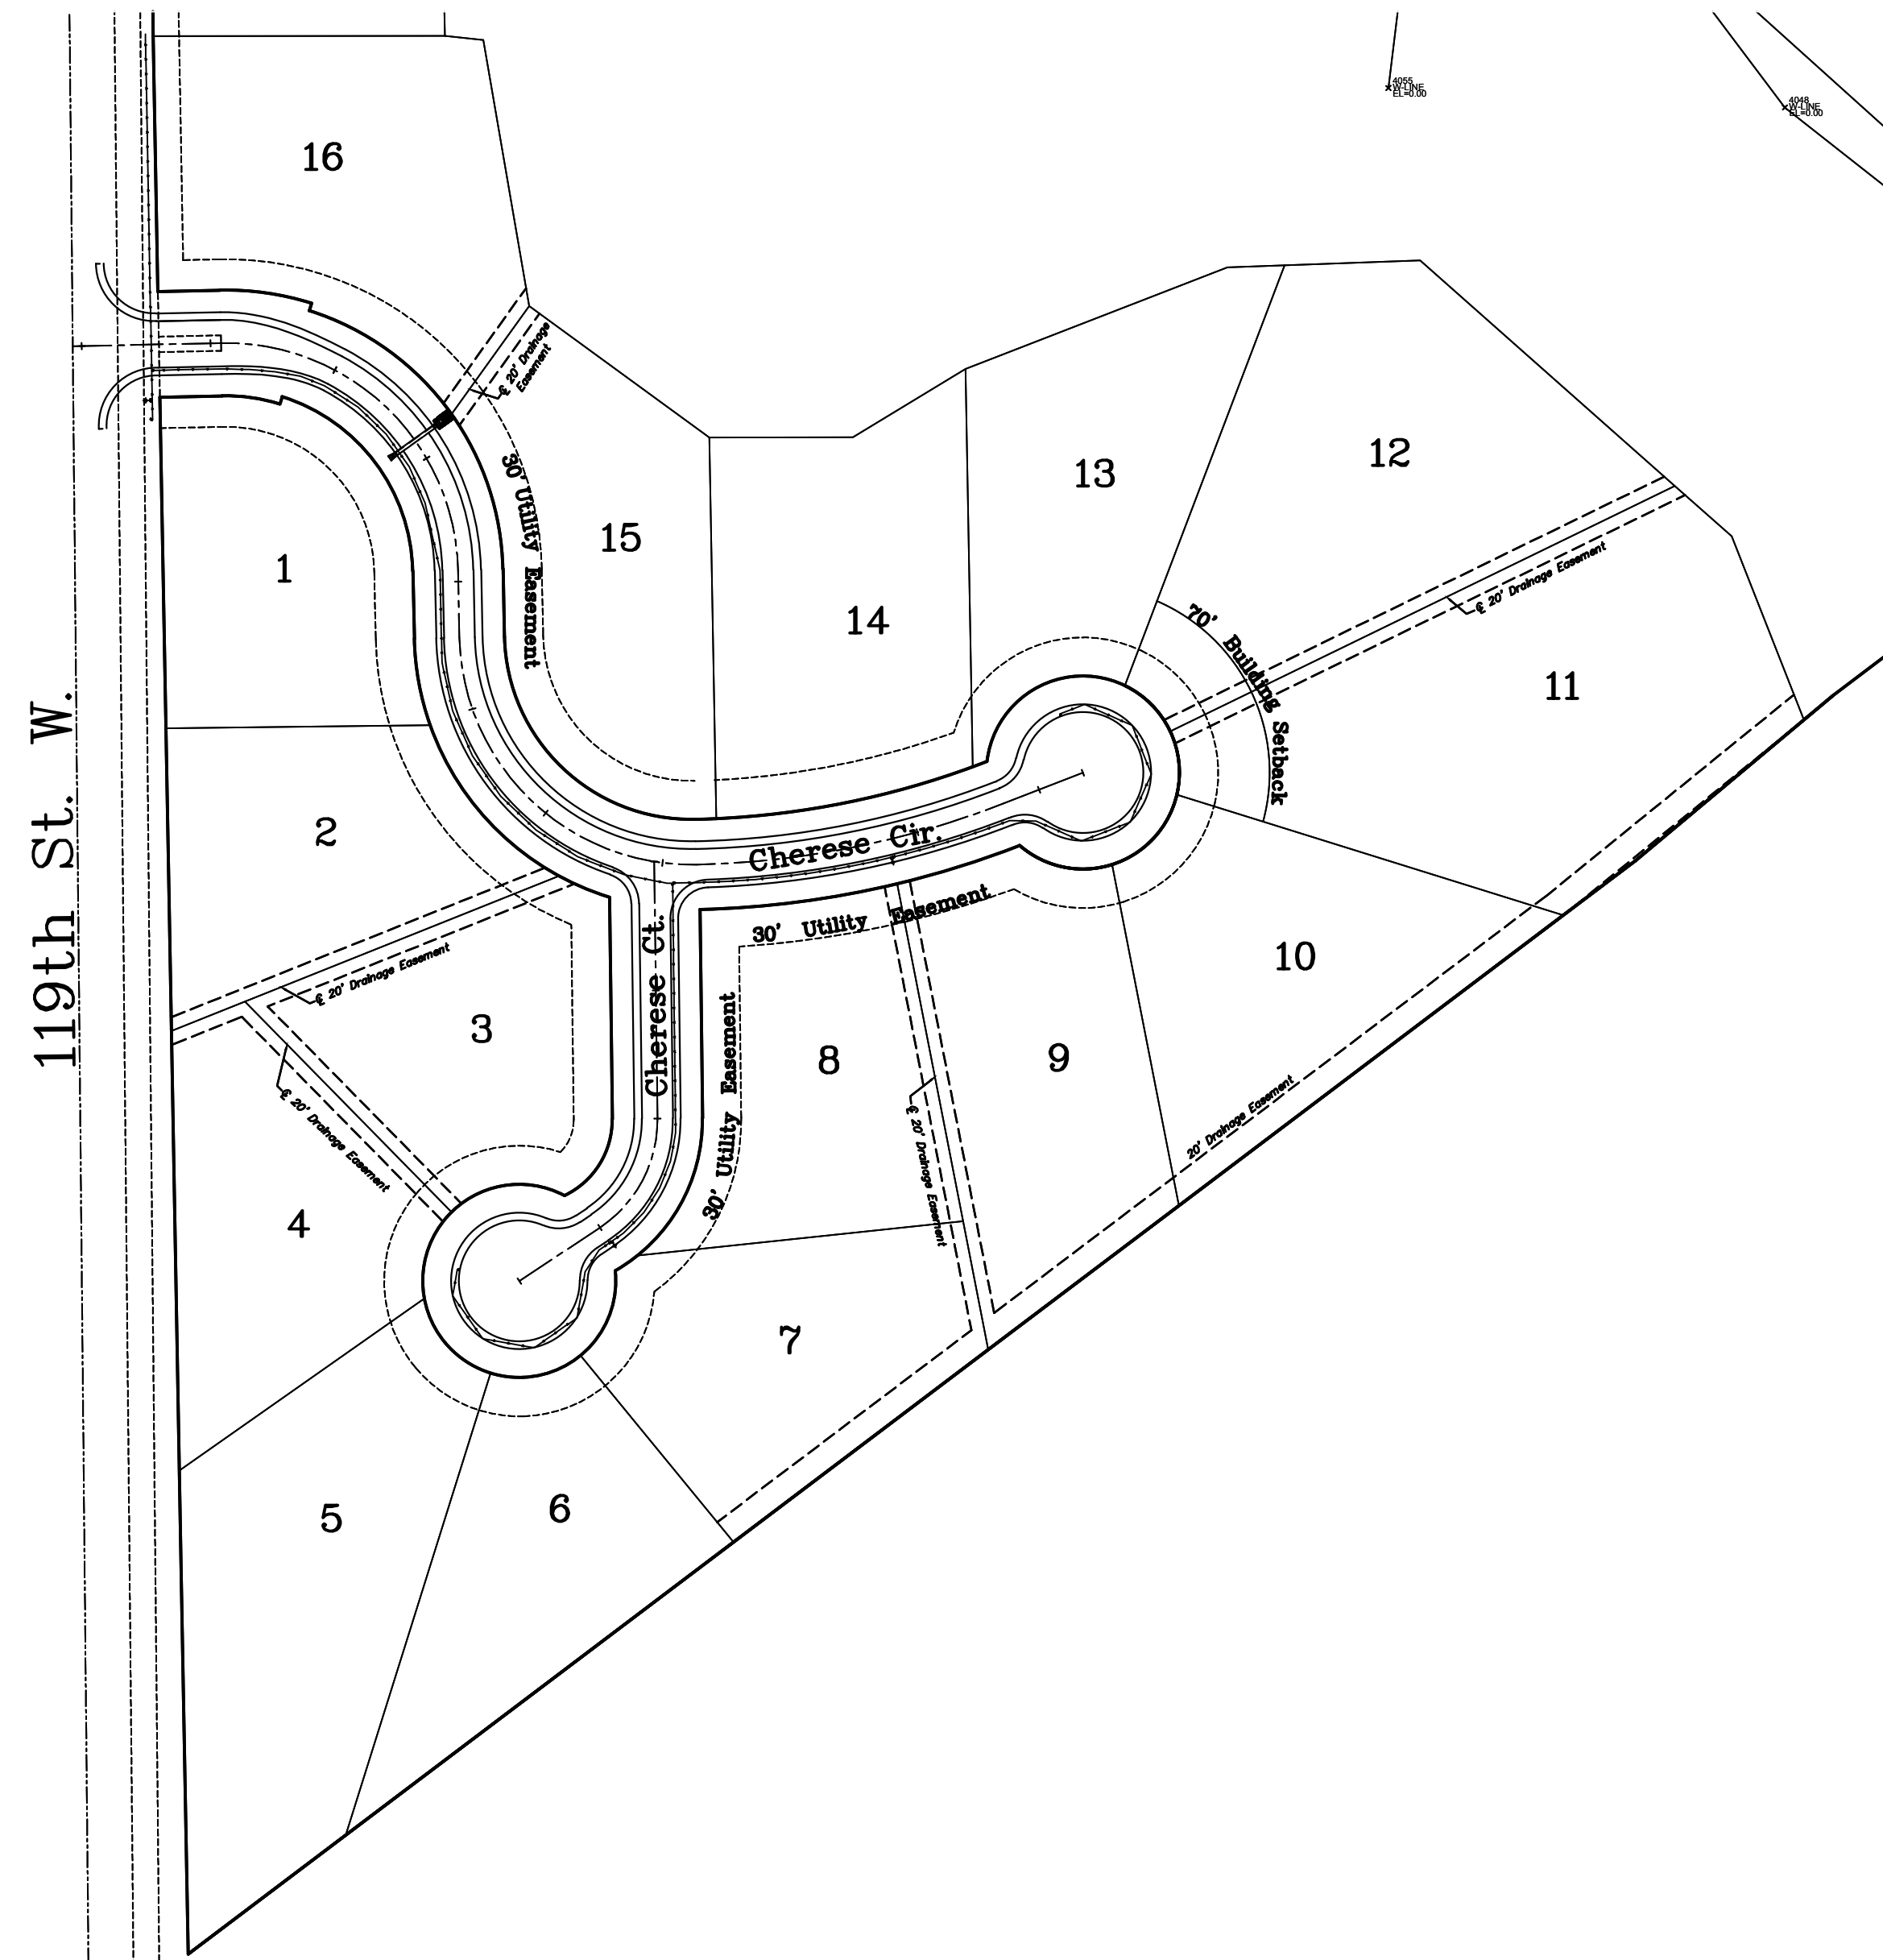 4055
W-LINE
EL=0.00
4048
W-LINE
EL=0.00
16
℄ 20' Drainage
Easement
30' Utility Easement
15
13
12
1
14
℄ 20' Drainage Easement
70' Building Setback
11
119th St. W.
2
Cherese Cir.
30' Utility Easement
℄ 20' Drainage Easement
3
Cherese Ct.
30' Utility Easement
8
9
10
℄ 20' Drainage Easement
℄ 20' Drainage Easement
20' Drainage Easement
4
30' Utility Easement
7
5
6